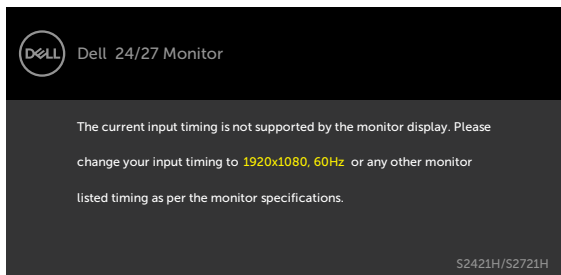 DELL
Dell 24/27 Monitor
The current input timing is not supported by the monitor display. Please
change your input timing to 1920x1080, 60Hz or any other monitor
listed timing as per the monitor specifications.
S2421H/S2721H